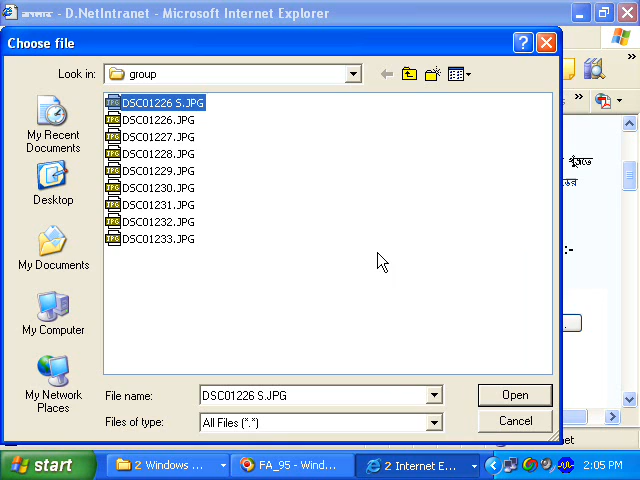 আপলোড - D.NetIntranet - Microsoft Internet Explorer
Choose file
Look in:
group
My Recent
Documents
Desktop
My Documents
My Computer
My Network
Places
DSC01226 S.JPG
DSC01226.JPG
DSC01227.JPG
DSC01228.JPG
DSC01229.JPG
DSC01230.JPG
DSC01231.JPG
DSC01232.JPG
DSC01233.JPG
File name:
DSC01226 S.JPG
Open
Files of type:
All Files (*.*)
Cancel
start
2 Windows ...
FA_95 - Wind...
2 Internet E...
2:05 PM